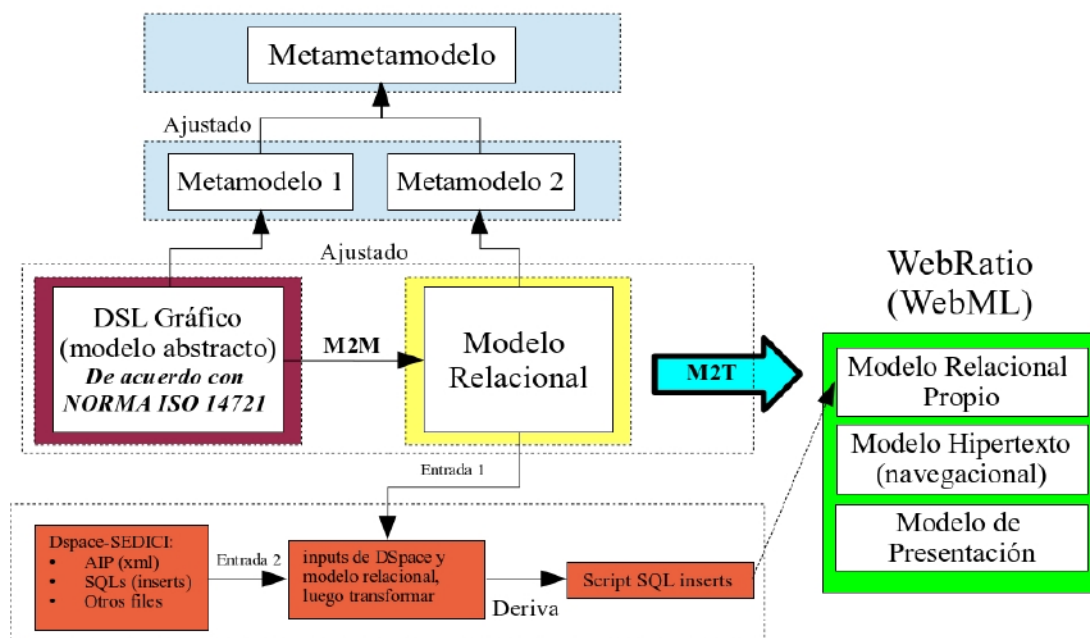 Metametamodelo
Ajustado
Metamodelo 1
Metamodelo 2
Ajustado
DSL Gráfico
(modelo abstracto)
De acuerdo con
NORMA ISO 14721
M2M
Modelo
Relacional
M2T
WebRatio
(WebML)
Modelo Relacional
Propio
Modelo Hipertexto
(navegacional)
Modelo de
Presentación
Entrada 1
Dspace-SEDICI:
• AIP (xml)
• SQLs (inserts)
• Otros files
Entrada 2
inputs de DSpace y
modelo relacional,
luego transformar
Deriva
Script SQL inserts